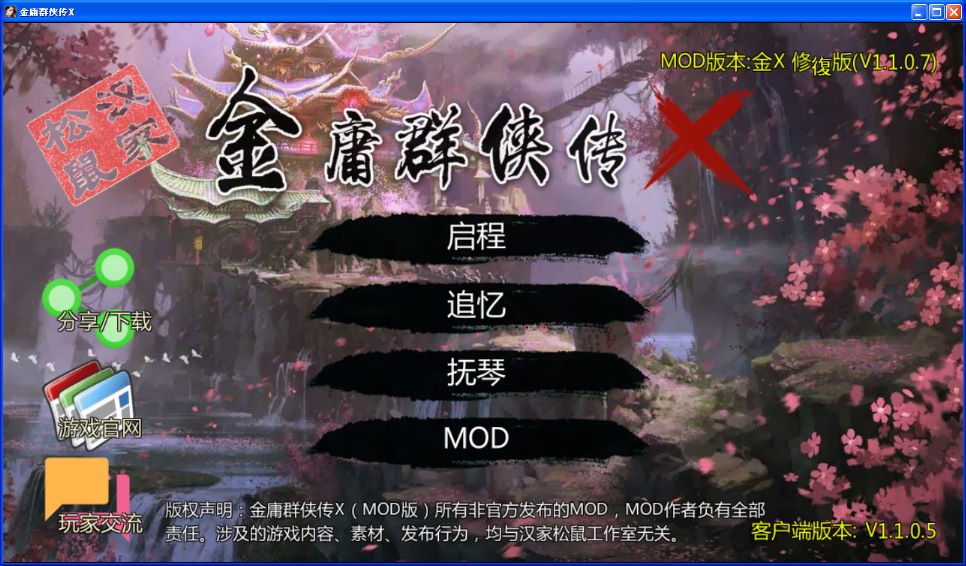 金庸群侠传X
MOD版本:金X 修復版(V1.1.0.7)
汉家
松鼠
金庸群侠传X
启程
追忆
抚琴
MOD
分享/下载
游戏官网
玩家交流
版权声明：金庸群侠传X（MOD版）所有非官方发布的MOD，MOD作者负有全部
责任。涉及的游戏内容、素材、发布行为，均与汉家松鼠工作室无关。
客户端版本: V1.1.0.5